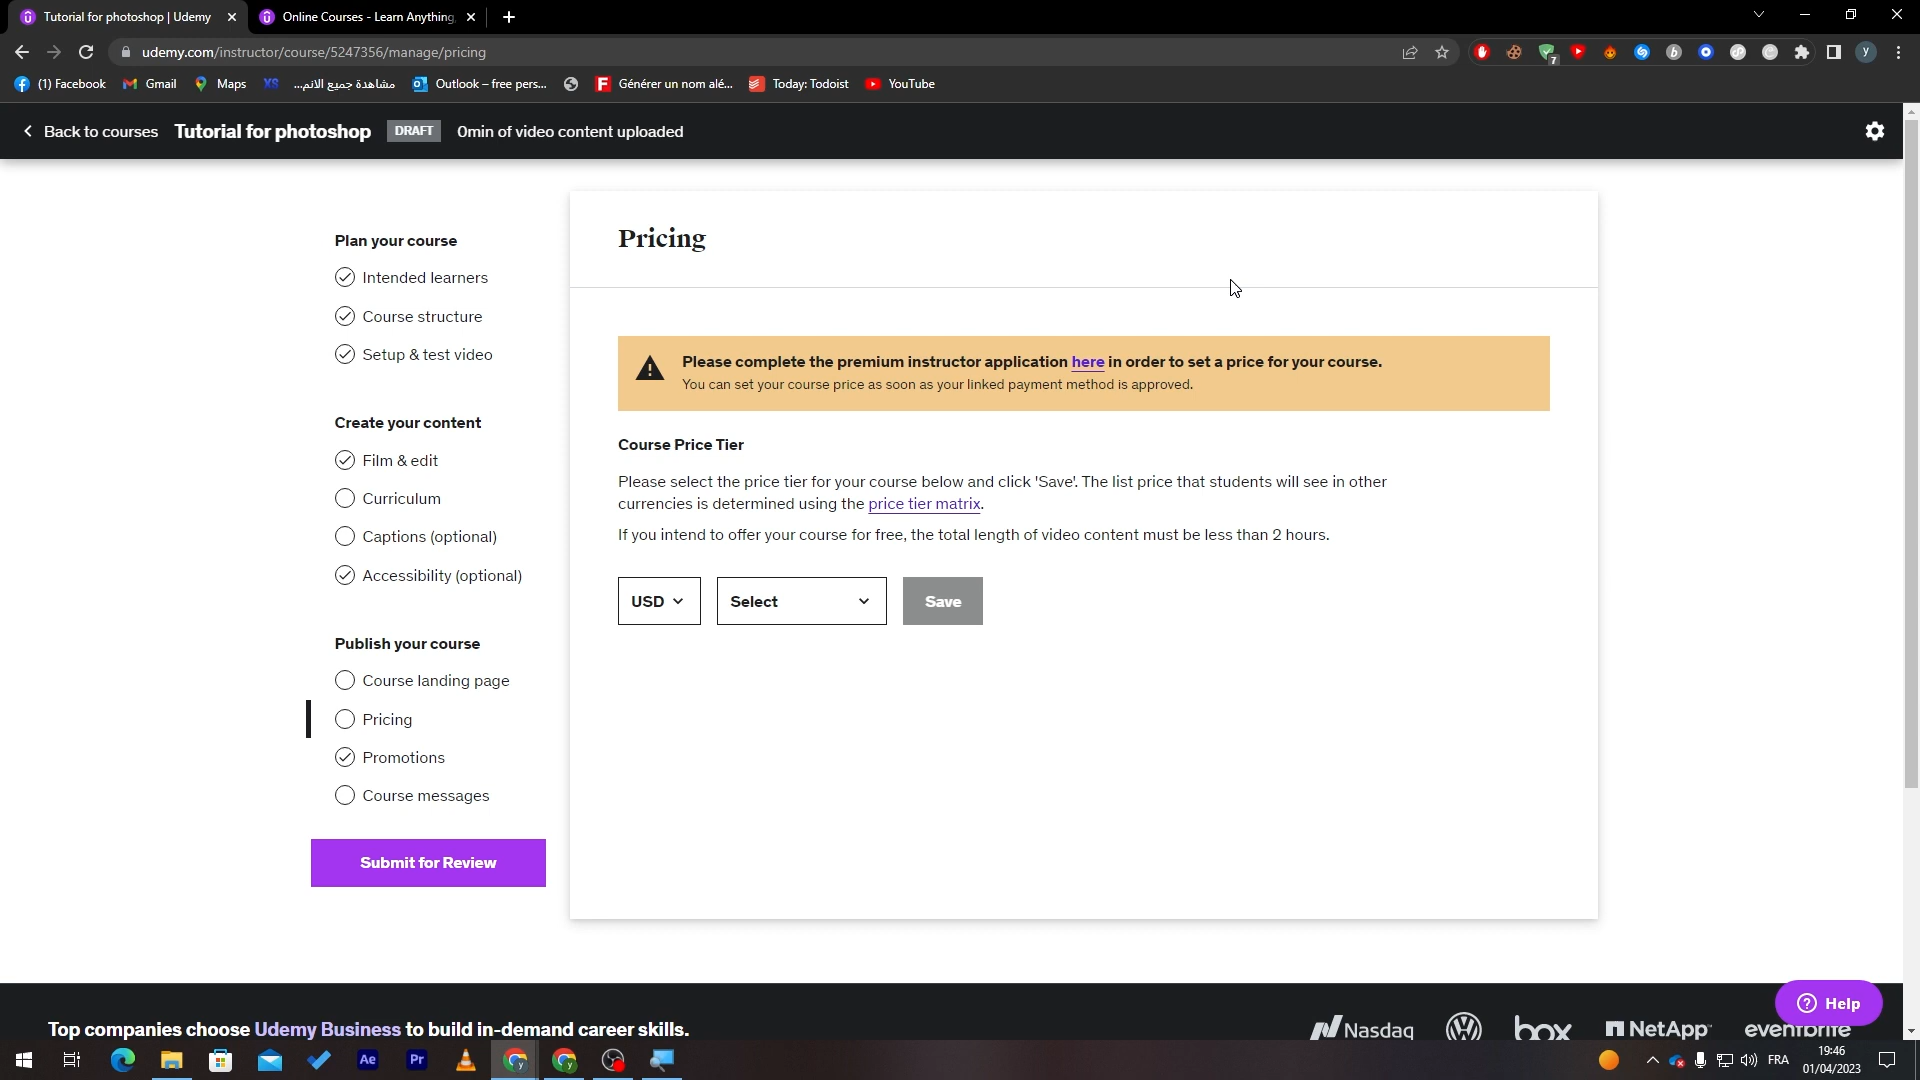 Tutorial for photoshop | Udemy
Online Courses - Learn Anything,
udemy.com/instructor/course/5247356/manage/pricing
7
y
(1) Facebook
Gmail
Maps
XS
مشاهدة جميع الانم...
Outlook – free pers...
Générer un nom alé...
Today: Todoist
YouTube
Back to courses
Tutorial for photoshop
DRAFT
0min of video content uploaded
Plan your course
Intended learners
Course structure
Setup & test video
Create your content
Film & edit
Curriculum
Captions (optional)
Accessibility (optional)
Publish your course
Course landing page
Pricing
Promotions
Course messages
Submit for Review
Pricing
Please complete the premium instructor application here in order to set a price for your course.
You can set your course price as soon as your linked payment method is approved.
Course Price Tier
Please select the price tier for your course below and click 'Save'. The list price that students will see in other
currencies is determined using the price tier matrix.
If you intend to offer your course for free, the total length of video content must be less than 2 hours.
USD
Select
Save
Top companies choose Udemy Business to build in-demand career skills.
Nasdaq
box
NetApp
eventbrite
Help
Ae
Pr
FRA
19:46
01/04/2023